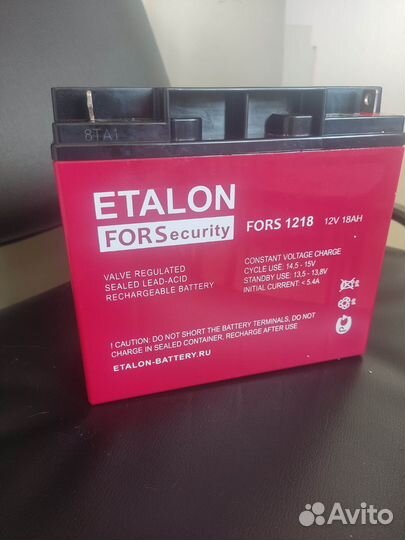 8TA1
ETALON
FORSecurity
FORS 1218 12V 18AH
VALVE REGULATED
SEALED LEAD-ACID
RECHARGEABLE BATTERY
CONSTANT VOLTAGE CHARGE
CYCLE USE: 14,5 - 15V
STANDBY USE: 13,5 - 13,8V
INITIAL CURRENT: < 5.4A
! CAUTION: DO NOT SHORT THE BATTERY TERMINALS, DO NOT
CHARGE IN SEALED CONTAINER. RECHARGE AFTER USE
ETALON-BATTERY.RU
Avito